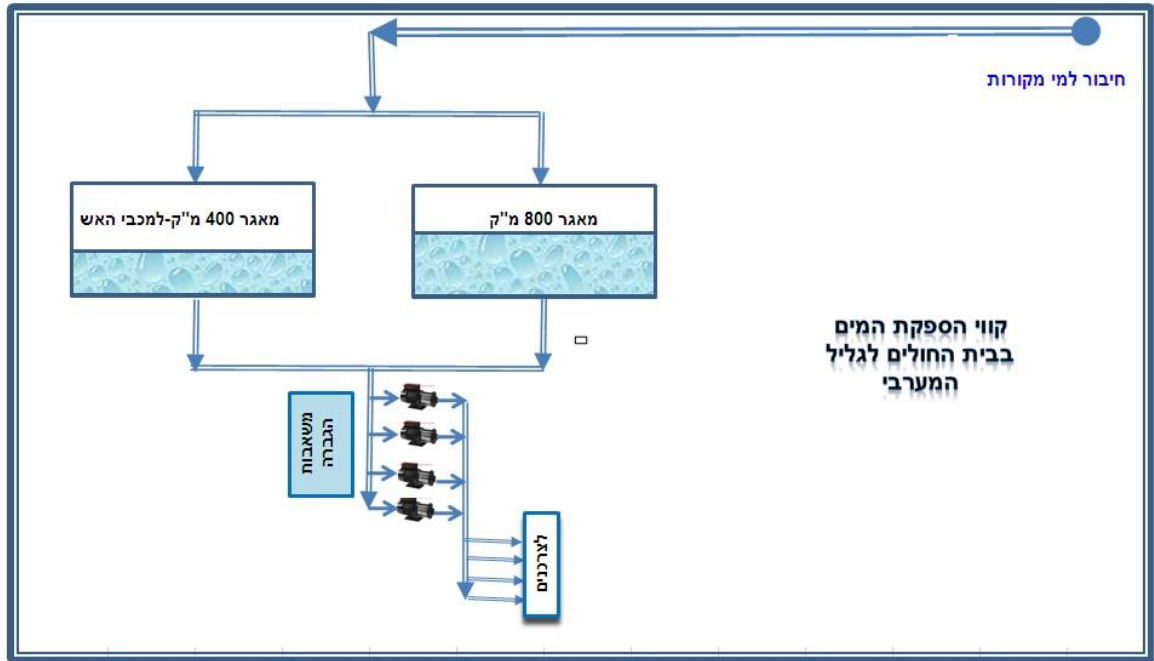 חיבור למי מקורות
מאגר 800 מ"ק
מאגר 400 מ"ק-למכבי האש
קווי הספקת המים
בבית החולים לגליל
המערבי
משאבות
הגברה
לצרכנים